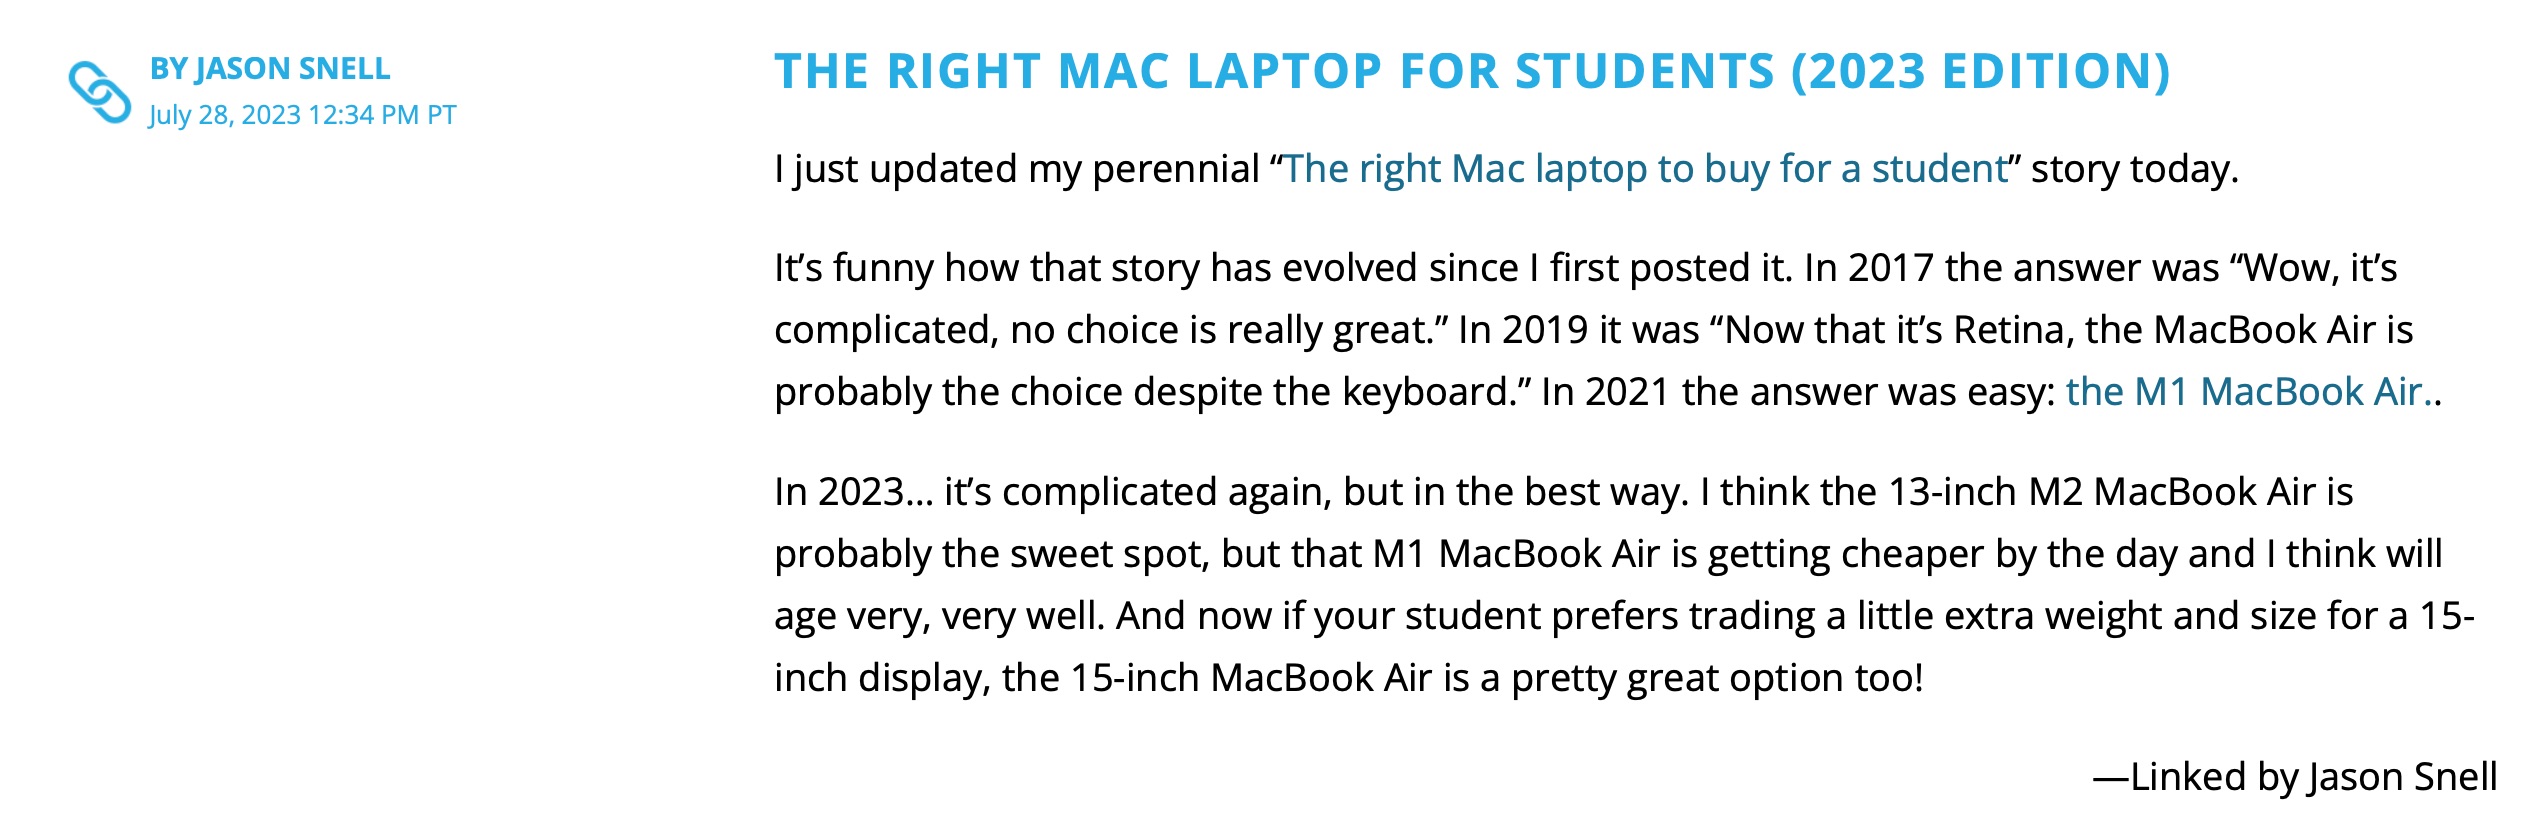 BY JASON SNELL
July 28, 2023 12:34 PM PT
THE RIGHT MAC LAPTOP FOR STUDENTS (2023 EDITION)
I just updated my perennial “The right Mac laptop to buy for a student” story today.
It’s funny how that story has evolved since I first posted it. In 2017 the answer was “Wow, it’s
complicated, no choice is really great.” In 2019 it was “Now that it’s Retina, the MacBook Air is
probably the choice despite the keyboard.” In 2021 the answer was easy: the M1 MacBook Air..
In 2023… it’s complicated again, but in the best way. I think the 13-inch M2 MacBook Air is
probably the sweet spot, but that M1 MacBook Air is getting cheaper by the day and I think will
age very, very well. And now if your student prefers trading a little extra weight and size for a 15-
inch display, the 15-inch MacBook Air is a pretty great option too!
—Linked by Jason Snell